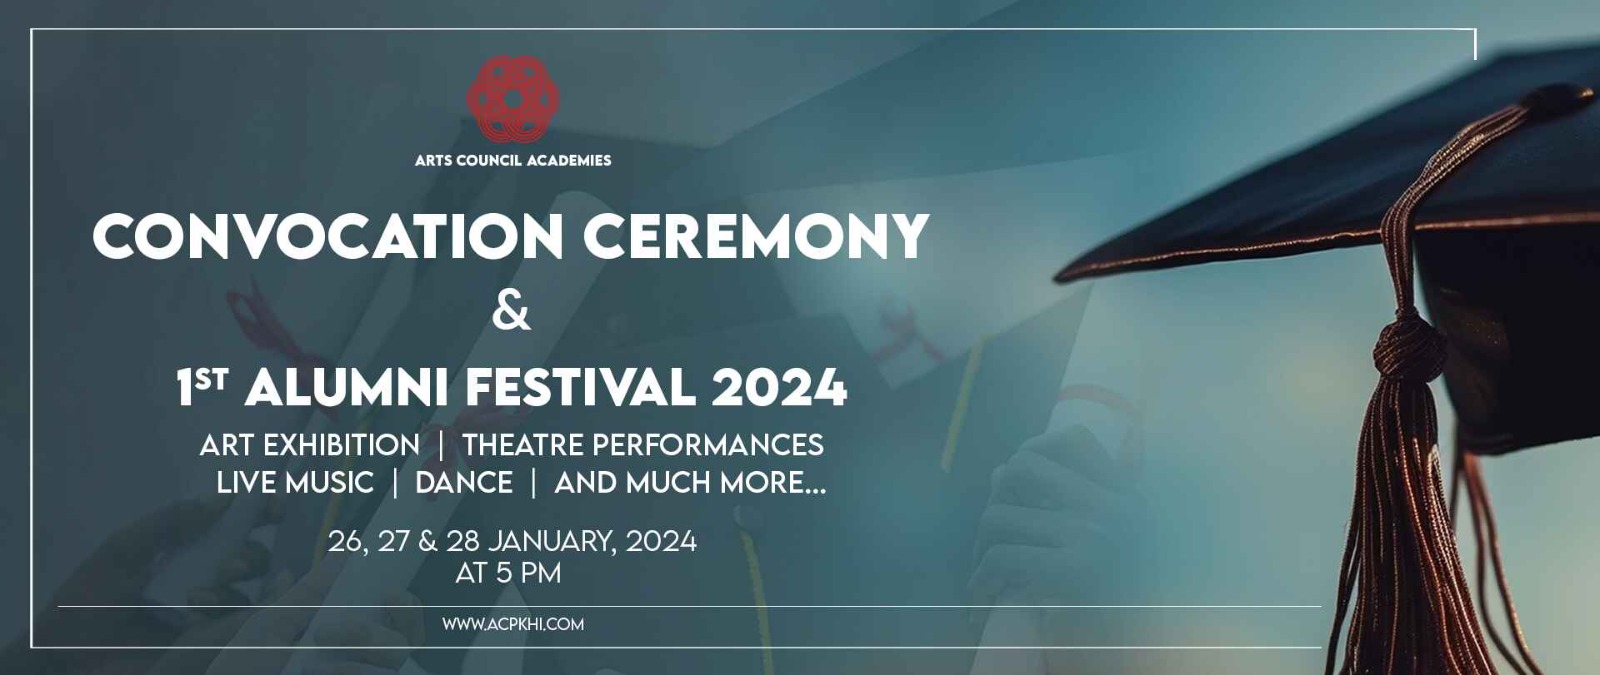 ARTS COUNCIL ACADEMIES
CONVOCATION CEREMONY
&
1ST ALUMNI FESTIVAL 2024
ART EXHIBITION | THEATRE PERFORMANCES
LIVE MUSIC | DANCE | AND MUCH MORE...
26, 27 & 28 JANUARY, 2024
AT 5 PM
WWW.ACPKHI.COM